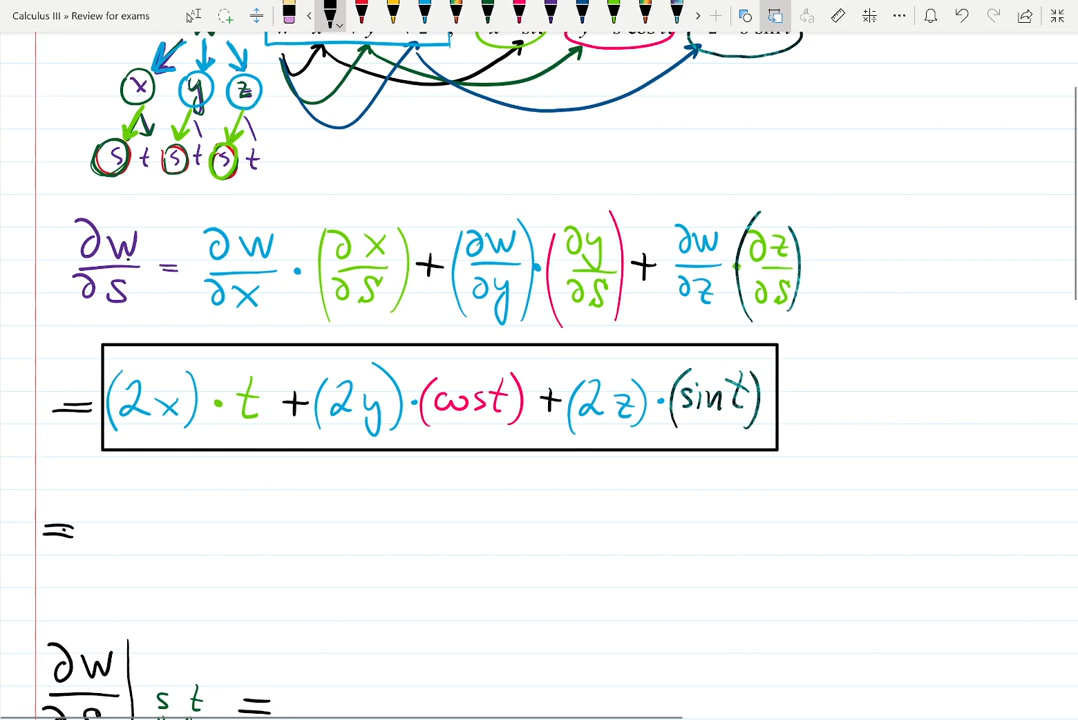 Calculus III » Review for exams
x y z
s t s t s t
∂w/∂s = ∂w/∂x · (∂x/∂s) + (∂w/∂y) · (∂y/∂s) + ∂w/∂z · (∂z/∂s)
= (2x) · t + (2y) · (cost) + (2z) · (sint)
=
∂w/∂s | s t =